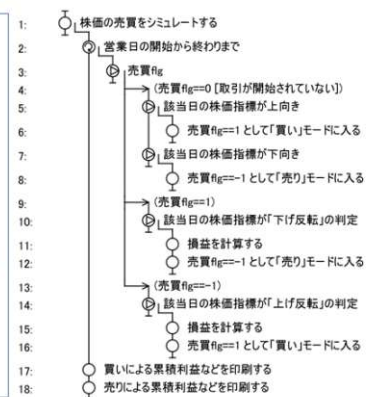 1: 株価の売買をシミュレートする
2: 営業日の開始から終わりまで
3: 売買flg
4: (売買flg==0 [取引が開始されていない])
5: 該当日の株価指標が上向き
6: 売買flg==1 として「買い」モードに入る
7: 該当日の株価指標が下向き
8: 売買flg==-1 として「売り」モードに入る
9: (売買flg==1)
10: 該当日の株価指標が「下げ反転」の判定
11: 損益を計算する
12: 売買flg==-1 として「売り」モードに入る
13: (売買flg==-1)
14: 該当日の株価指標が「上げ反転」の判定
15: 損益を計算する
16: 売買flg==1 として「買い」モードに入る
17: 買いによる累積利益などを印刷する
18: 売りによる累積利益などを印刷する